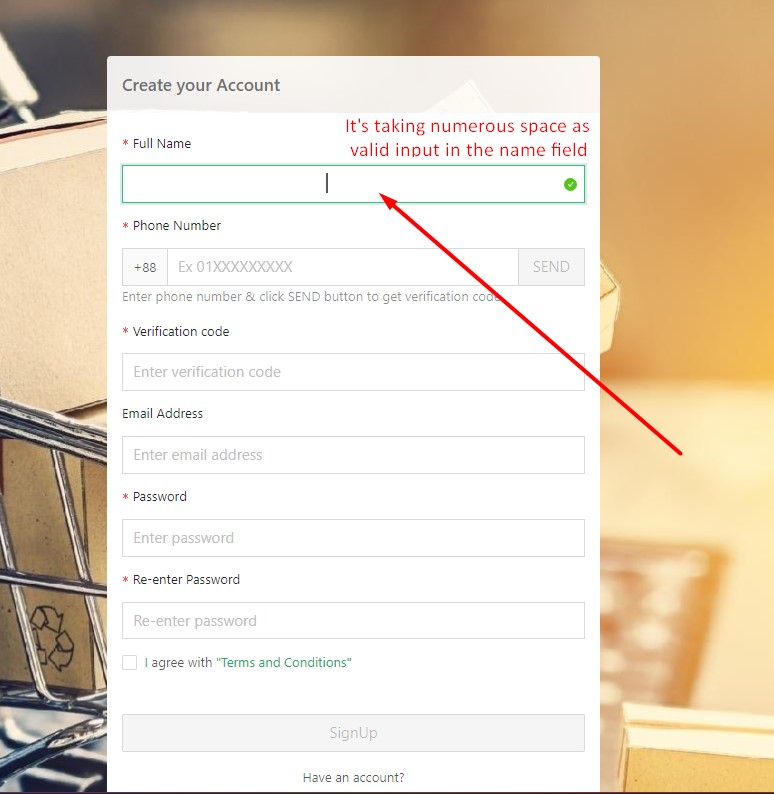 Create your Account
It's taking numerous space as
valid input in the name field
* Full Name
* Phone Number
+88 Ex 01XXXXXXXXX SEND
Enter phone number & click SEND button to get verification code
* Verification code
Enter verification code
Email Address
Enter email address
* Password
Enter password
* Re-enter Password
Re-enter password
I agree with "Terms and Conditions"
SignUp
Have an account?